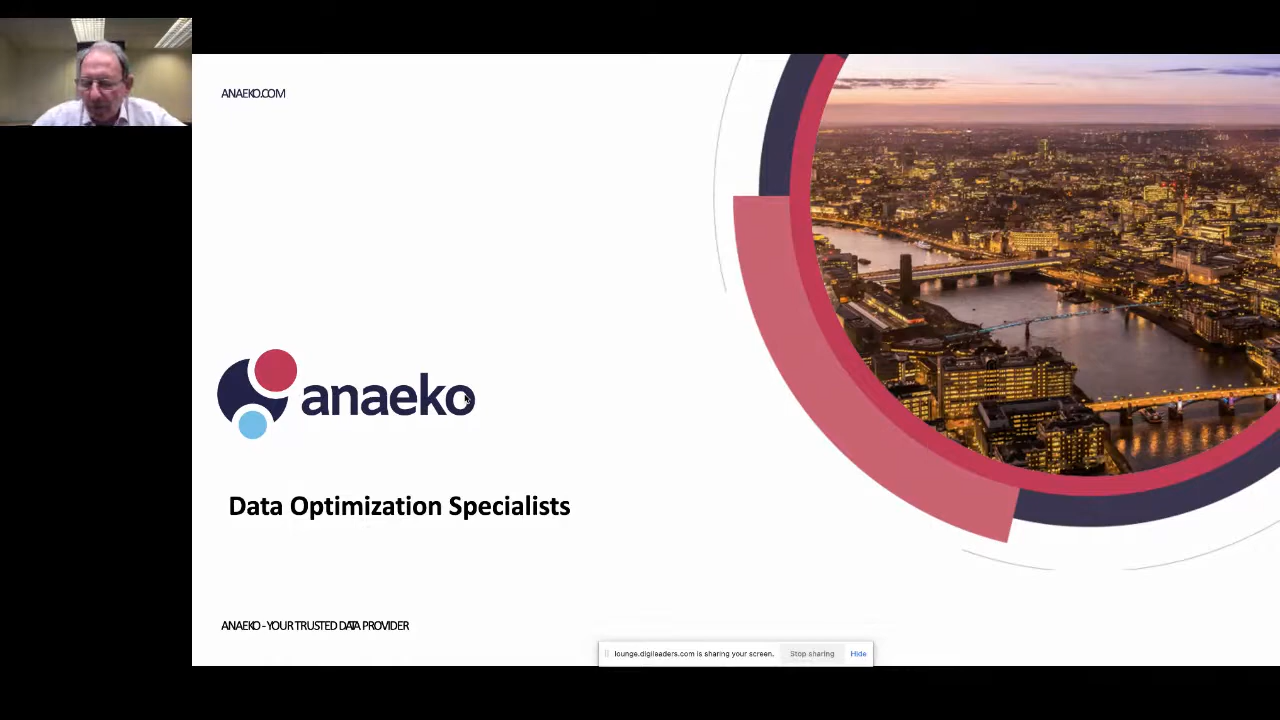 ANAEKO.COM
anaeko
Data Optimization Specialists
ANAEKO - YOUR TRUSTED DATA PROVIDER
lounge.digileaders.com is sharing your screen. Stop sharing Hide